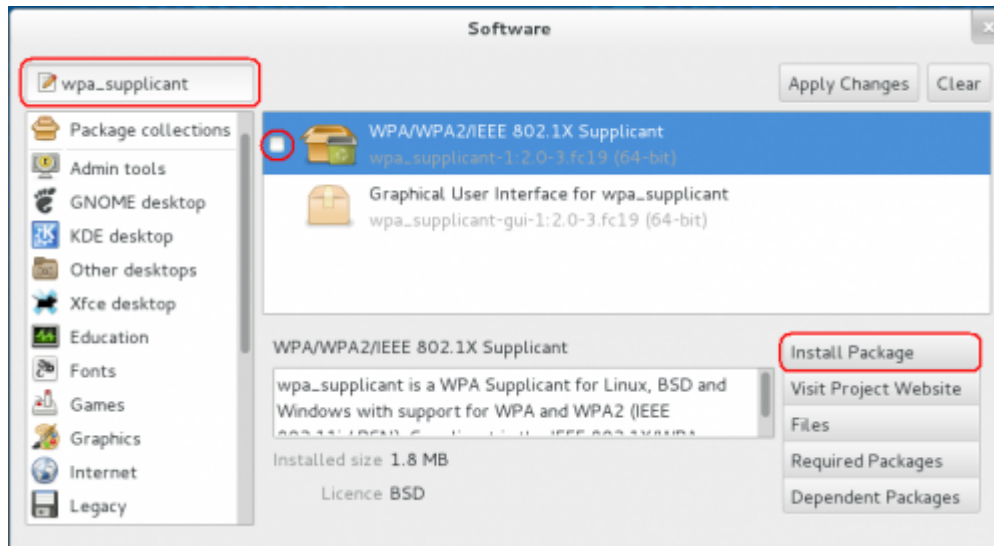 Software
wpa_supplicant
Apply Changes
Clear
Package collections
Admin tools
GNOME desktop
KDE desktop
Other desktops
Xfce desktop
Education
Fonts
Games
Graphics
Internet
Legacy
WPA/WPA2/IEEE 802.1X Supplicant
wpa_supplicant-1:2.0-3.fc19 (64-bit)
Graphical User Interface for wpa_supplicant
wpa_supplicant-gui-1:2.0-3.fc19 (64-bit)
WPA/WPA2/IEEE 802.1X Supplicant
wpa_supplicant is a WPA Supplicant for Linux, BSD and
Windows with support for WPA and WPA2 (IEEE
Installed size 1.8 MB
Licence BSD
Install Package
Visit Project Website
Files
Required Packages
Dependent Packages